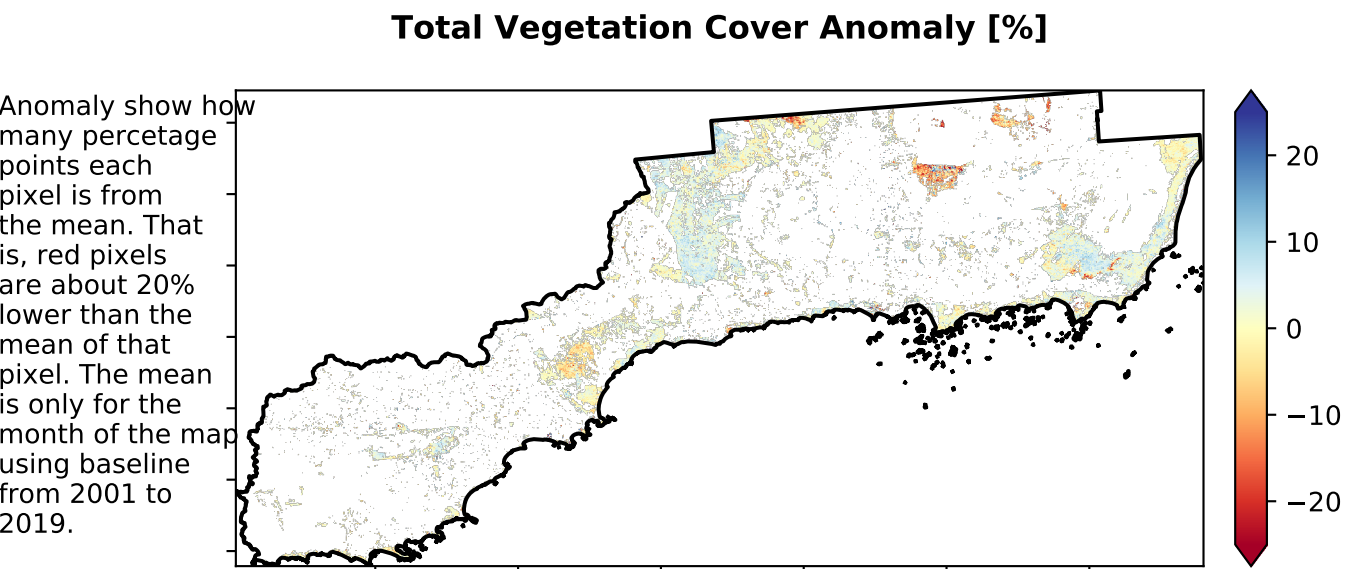 Total Vegetation Cover Anomaly [%]
Anomaly show how
many percetage
points each
pixel is from
the mean. That
is, red pixels
are about 20%
lower than the
mean of that
pixel. The mean
is only for the
month of the map
using baseline
from 2001 to
2019.
20
10
0
−10
−20